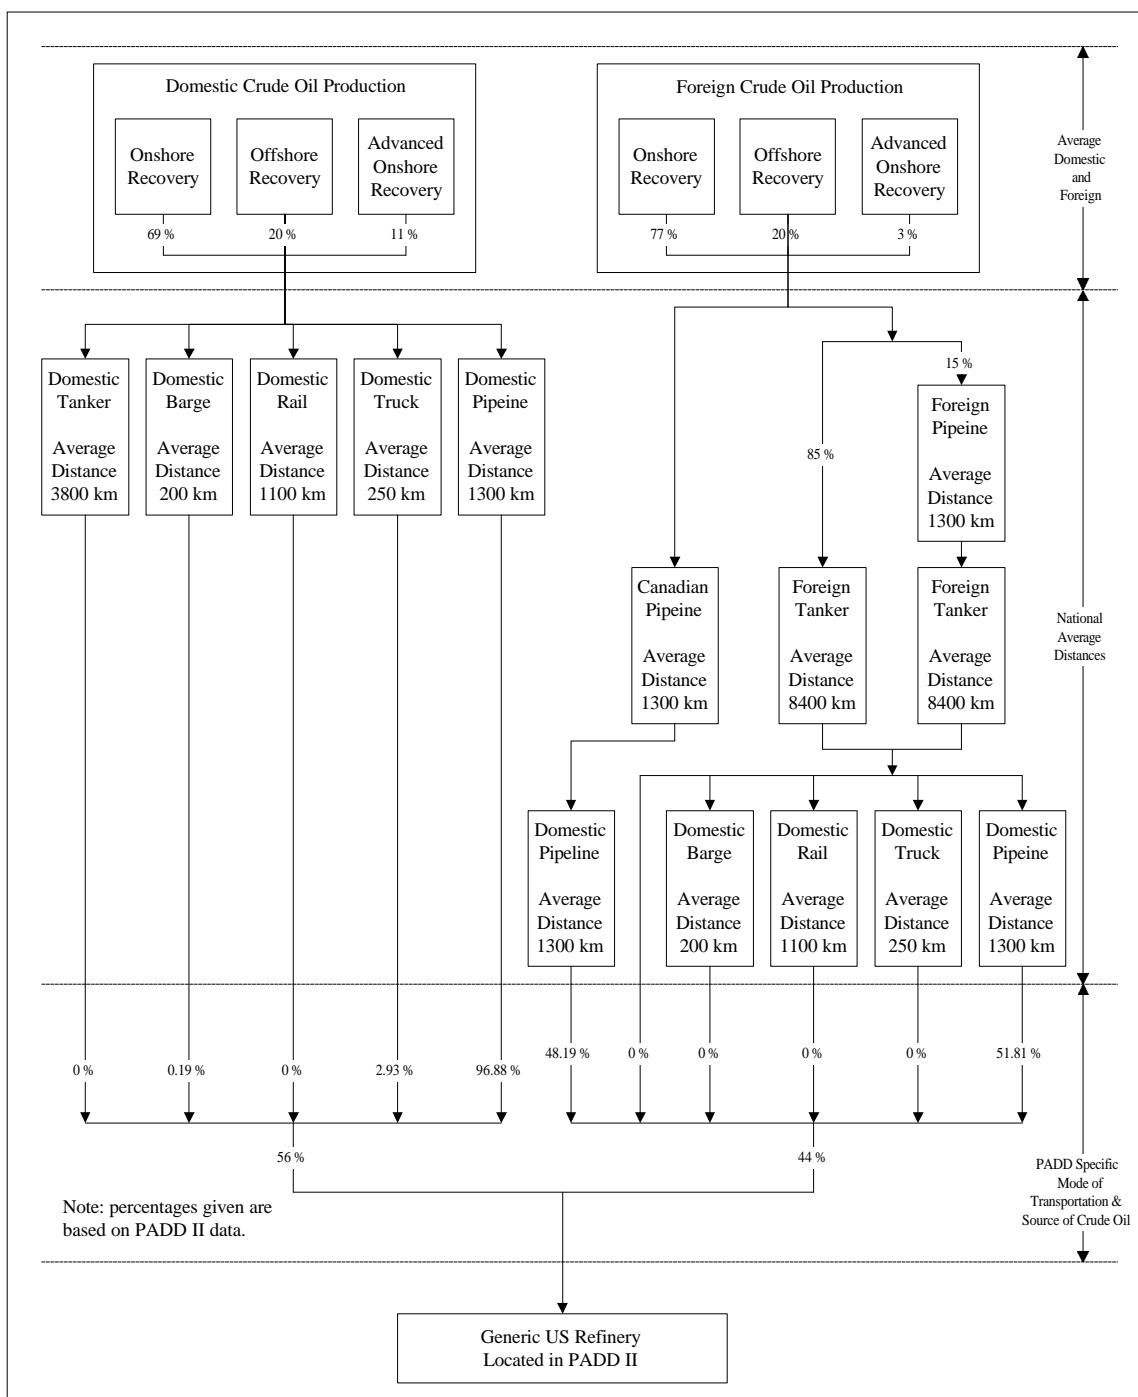 Domestic Crude Oil Production
Onshore
Recovery
Offshore
Recovery
Advanced
Onshore
Recovery
69 %
20 %
11 %
Foreign Crude Oil Production
Onshore
Recovery
Offshore
Recovery
Advanced
Onshore
Recovery
77 %
20 %
3 %
Average
Domestic
and
Foreign
Domestic
Tanker
Average
Distance
3800 km
Domestic
Barge
Average
Distance
200 km
Domestic
Rail
Average
Distance
1100 km
Domestic
Truck
Average
Distance
250 km
Domestic
Pipeine
Average
Distance
1300 km
85 %
15 %
Foreign
Pipeine
Average
Distance
1300 km
Canadian
Pipeine
Average
Distance
1300 km
Foreign
Tanker
Average
Distance
8400 km
Foreign
Tanker
Average
Distance
8400 km
National
Average
Distances
Domestic
Pipeline
Average
Distance
1300 km
Domestic
Barge
Average
Distance
200 km
Domestic
Rail
Average
Distance
1100 km
Domestic
Truck
Average
Distance
250 km
Domestic
Pipeine
Average
Distance
1300 km
0 %
0.19 %
0 %
2.93 %
96.88 %
48.19 %
0 %
0 %
0 %
0 %
51.81 %
56 %
44 %
PADD Specific
Mode of
Transportation &
Source of Crude Oil
Note: percentages given are
based on PADD II data.
Generic US Refinery
Located in PADD II